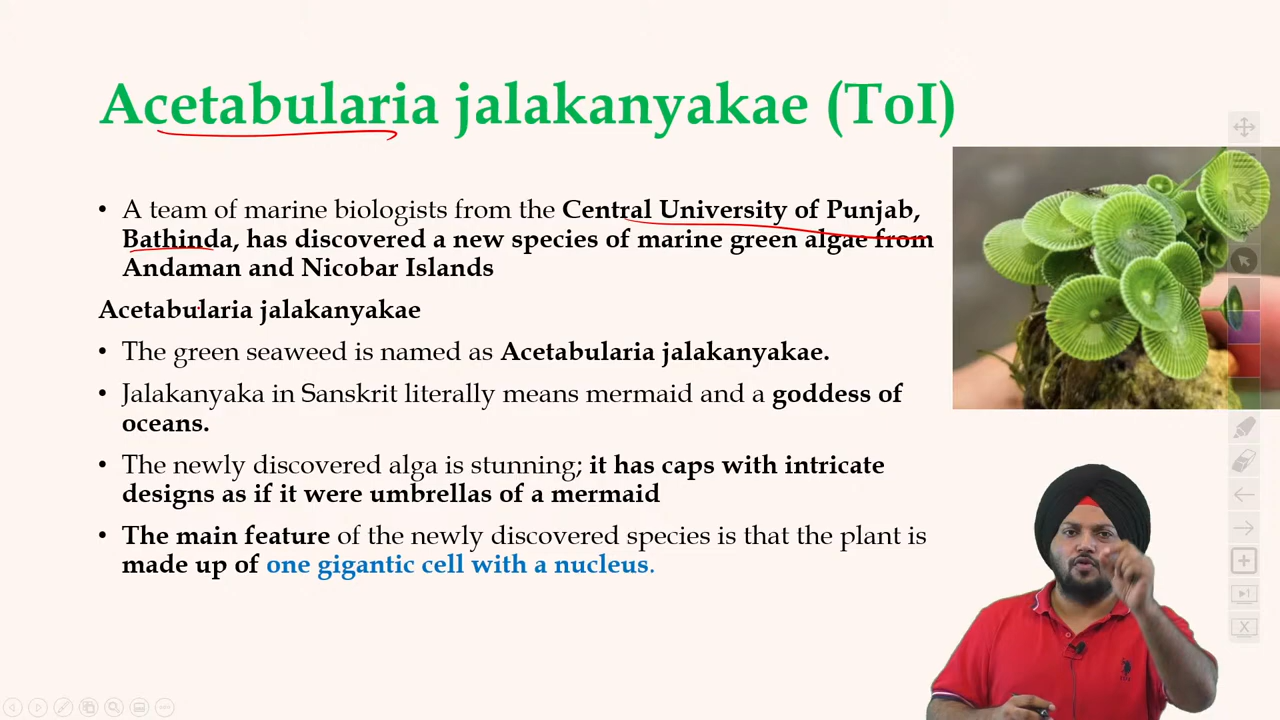 Acetabularia jalakanyakae (ToI)
• A team of marine biologists from the Central University of Punjab,
Bathinda, has discovered a new species of marine green algae from
Andaman and Nicobar Islands
Acetabularia jalakanyakae
• The green seaweed is named as Acetabularia jalakanyakae.
• Jalakanyaka in Sanskrit literally means mermaid and a goddess of
oceans.
• The newly discovered alga is stunning; it has caps with intricate
designs as if it were umbrellas of a mermaid
• The main feature of the newly discovered species is that the plant is
made up of one gigantic cell with a nucleus.